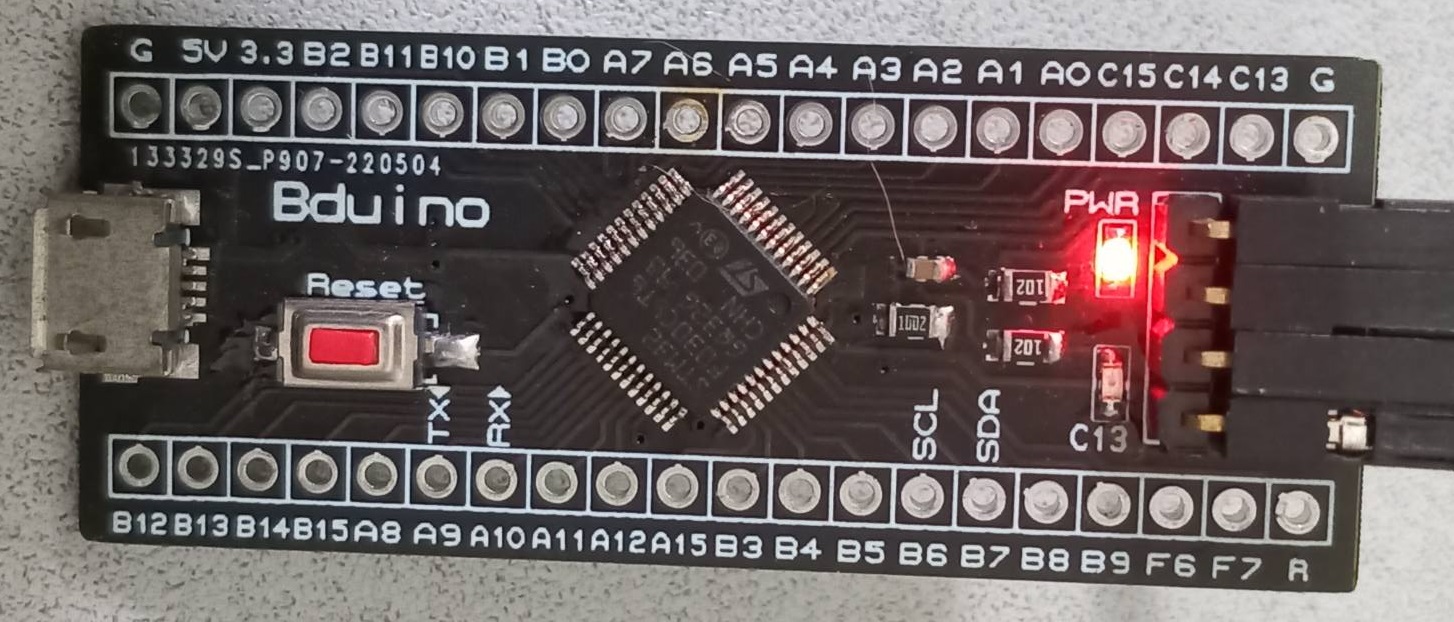 G 5V 3.3 B2 B11 B10 B1 B0 A7 A6 A5 A4 A3 A2 A1 A0 C15 C14 C13 G
133329S_P907-220504
Bduino
PWR
Reset
102
1002
102
TX
RX
SCL
SDA
C13
B12 B13 B14 B15 A8 A9 A10 A11 A12 A15 B3 B4 B5 B6 B7 B8 B9 F6 F7 R